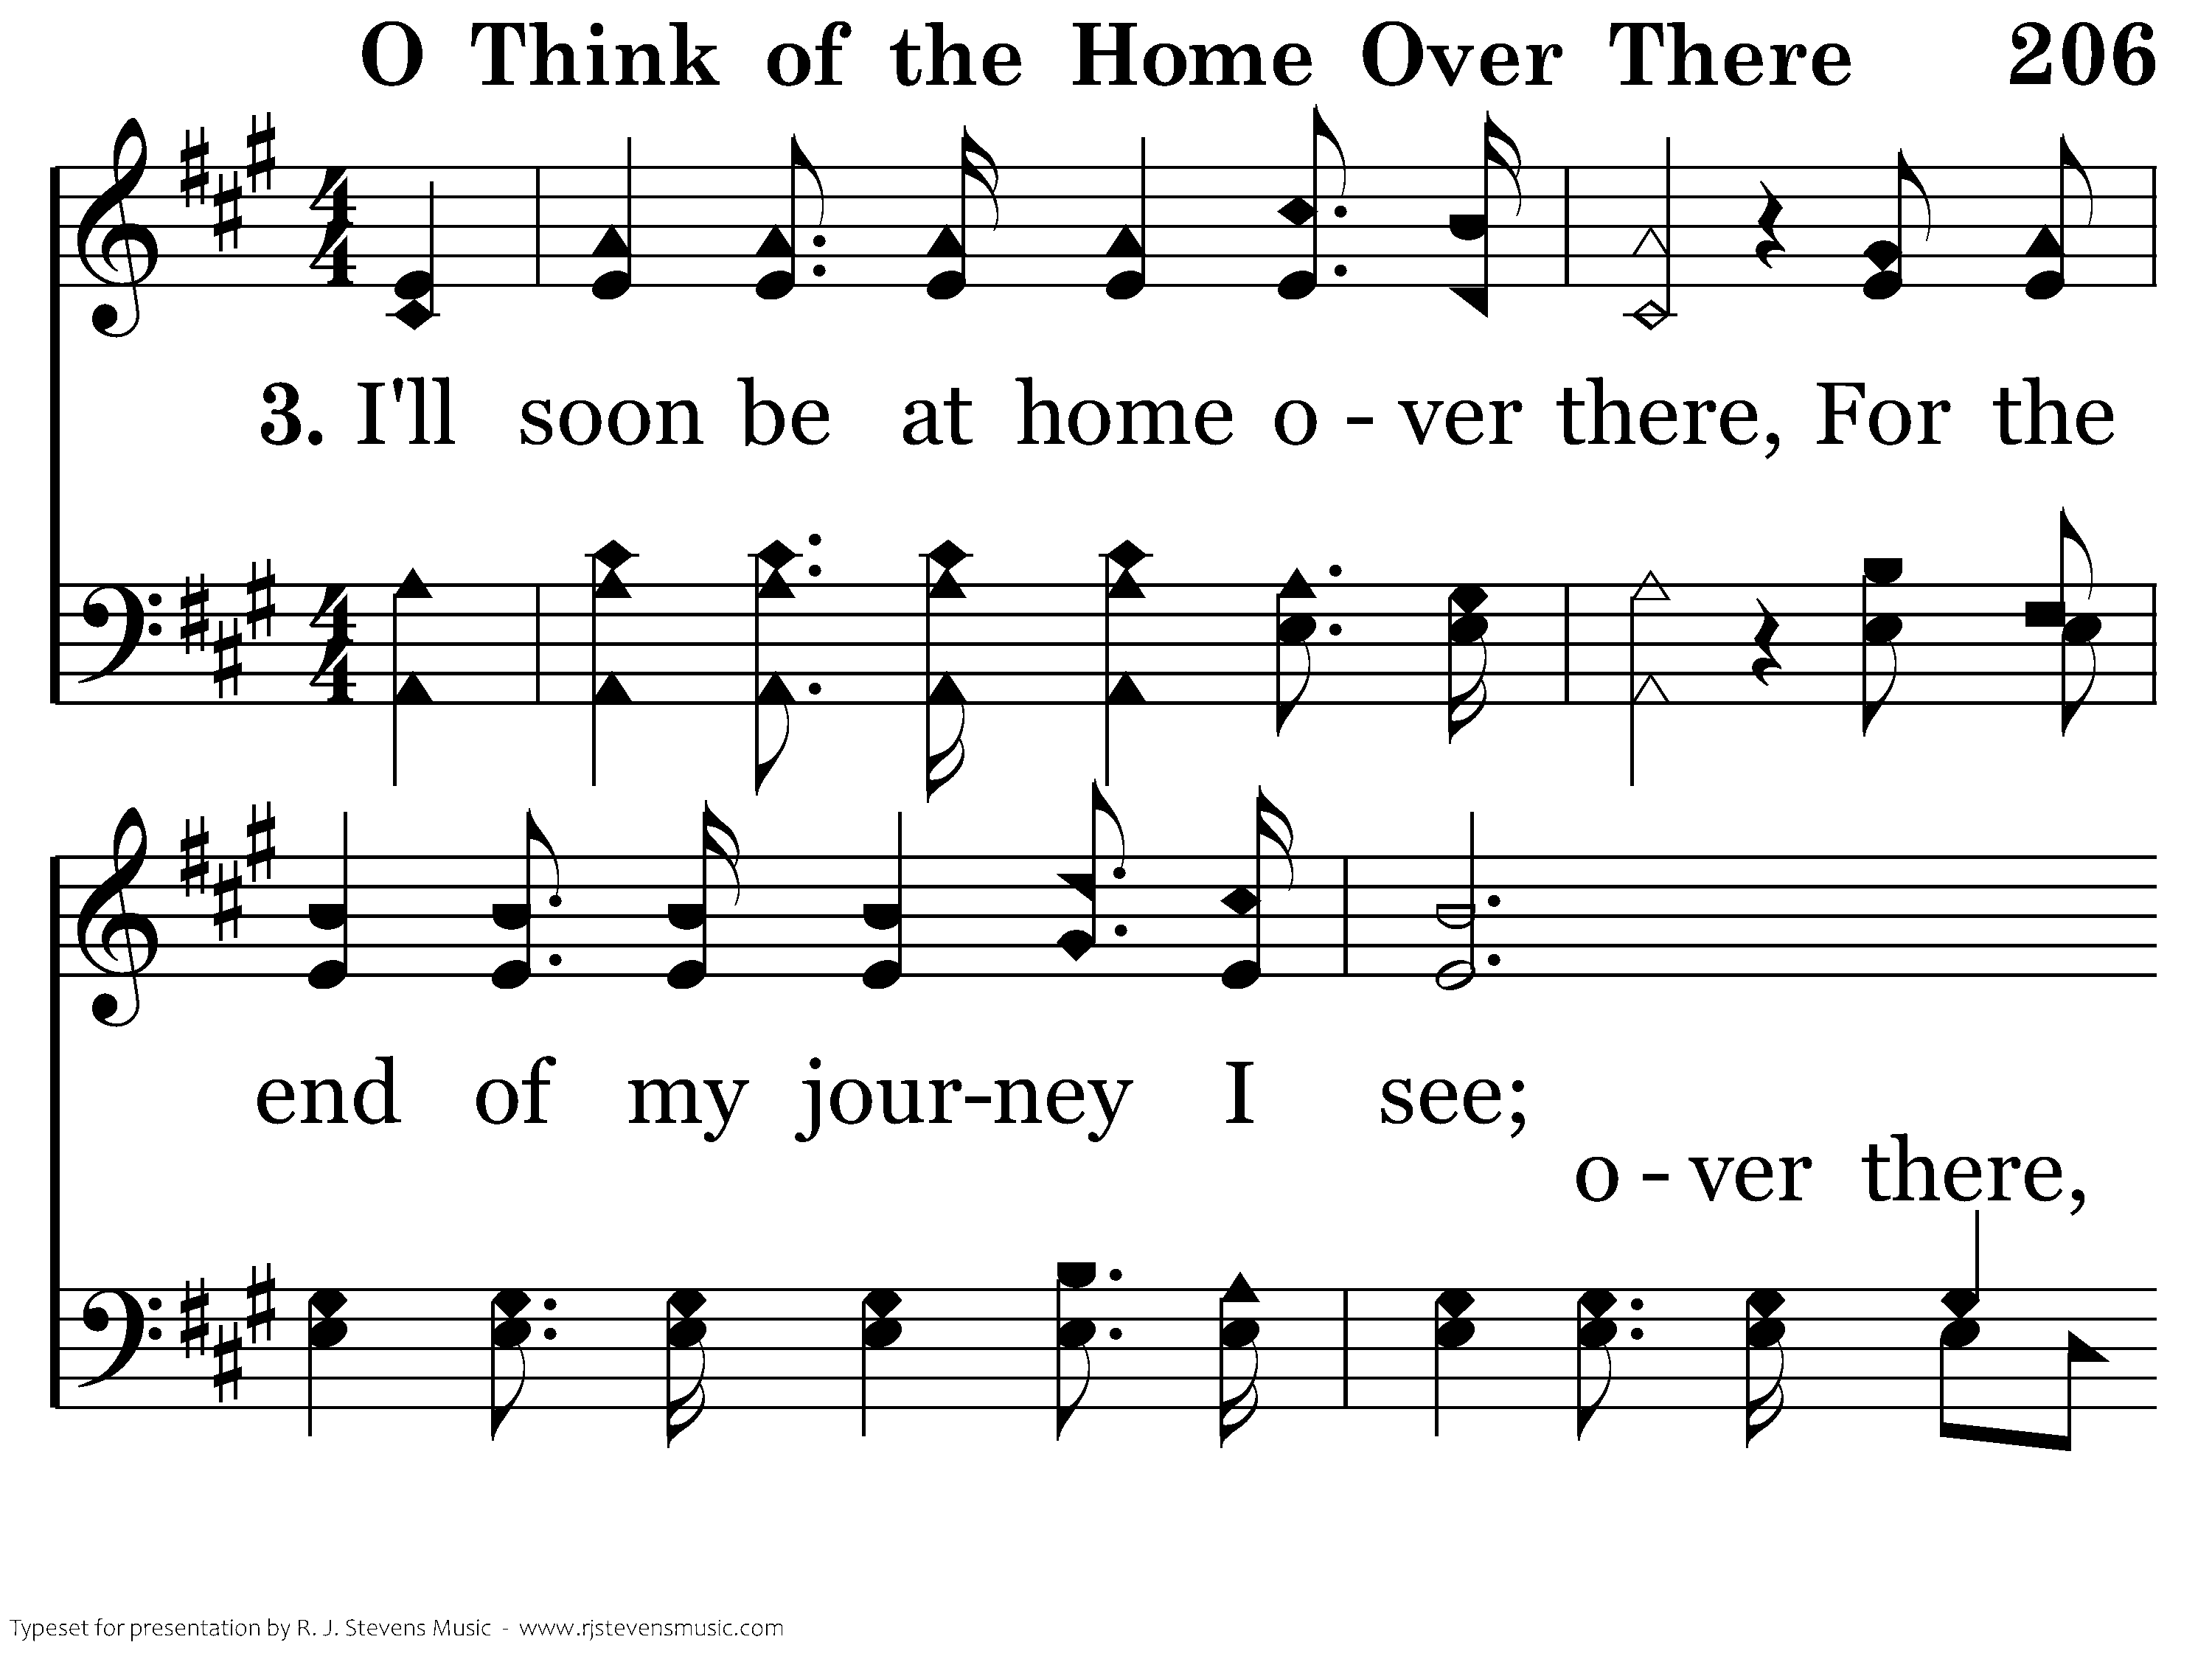 O Think of the Home Over There 206
3. I'll soon be at home o - ver there, For the
end of my jour-ney I see;
o - ver there,
Typeset for presentation by R. J. Stevens Music - www.rjstevensmusic.com